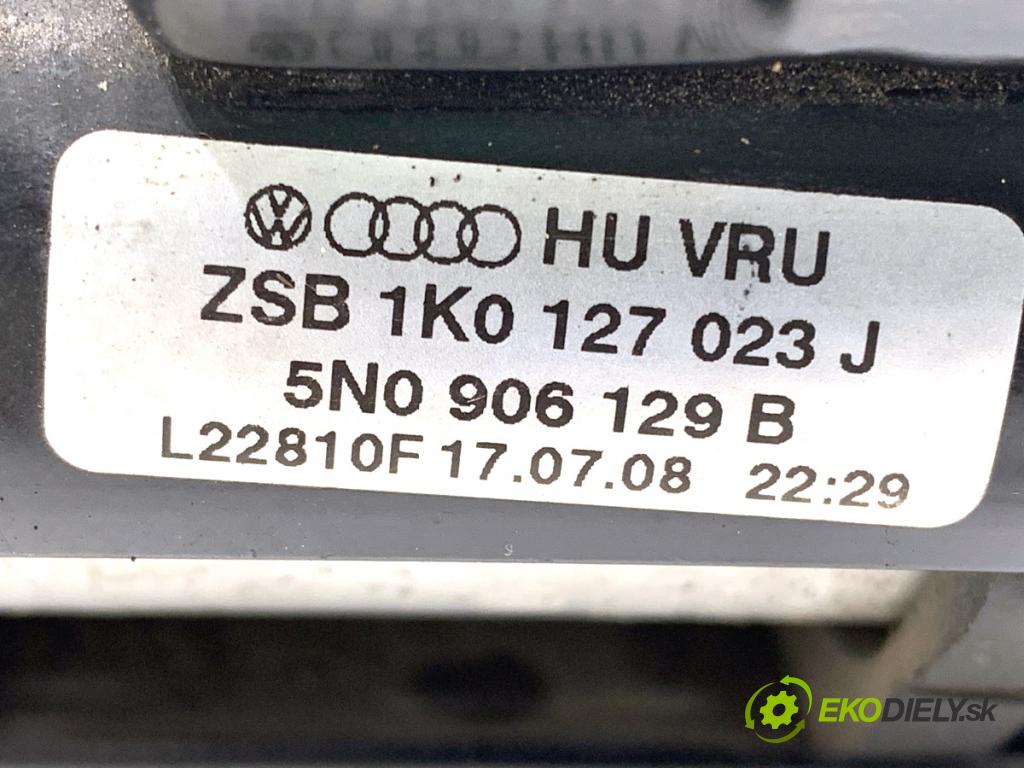 HU VRU
ZSB 1K0 127 023 J
5N0 906 129 B
L22810F 17.07.08 22:29
EKODIELY.sk